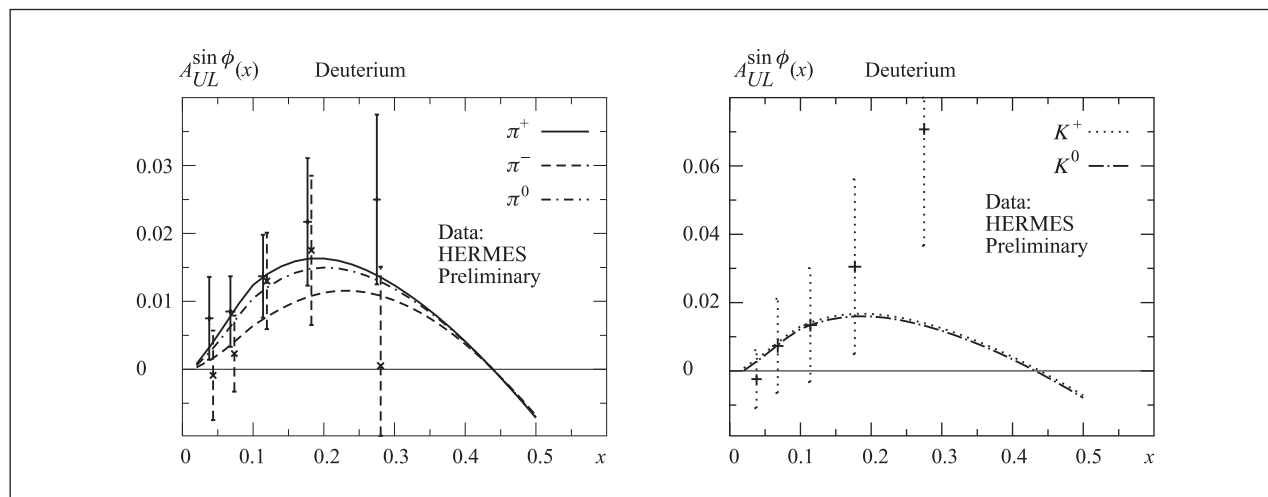 A_{UL}^{sin ϕ}(x) Deuterium
π⁺
π⁻
π⁰
Data:
HERMES
Preliminary
0.03
0.02
0.01
0
0 0.1 0.2 0.3 0.4 0.5 x
A_{UL}^{sin ϕ}(x) Deuterium
K⁺
K⁰
Data:
HERMES
Preliminary
0.06
0.04
0.02
0
0 0.1 0.2 0.3 0.4 0.5 x